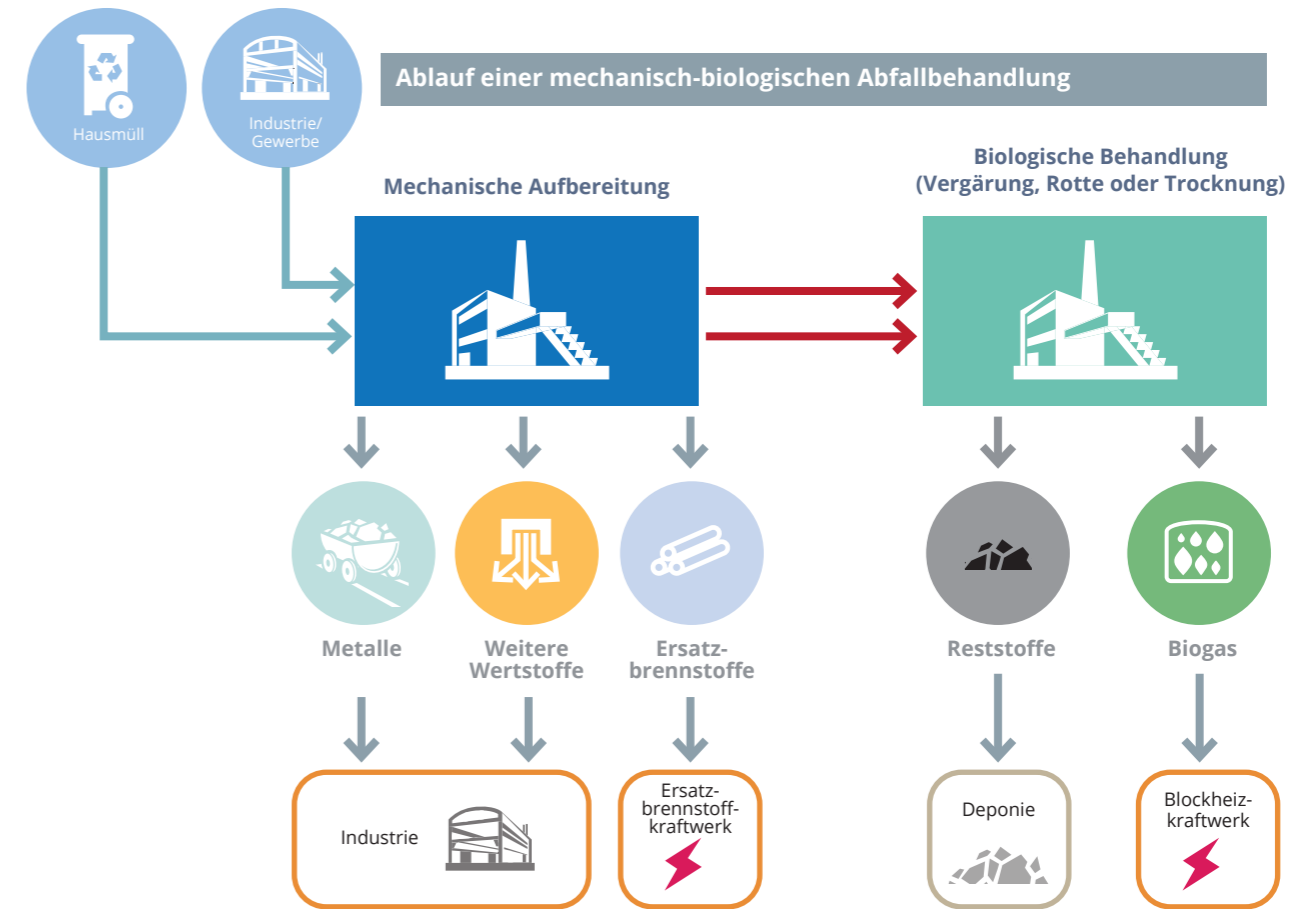 Ablauf einer mechanisch-biologischen Abfallbehandlung
Hausmüll
Industrie/
Gewerbe
Mechanische Aufbereitung
Biologische Behandlung
(Vergärung, Rotte oder Trocknung)
Metalle
Weitere
Wertstoffe
Ersatz-
brennstoffe
Reststoffe
Biogas
Industrie
Ersatz-
brennstoff-
kraftwerk
Deponie
Blockheiz-
kraftwerk